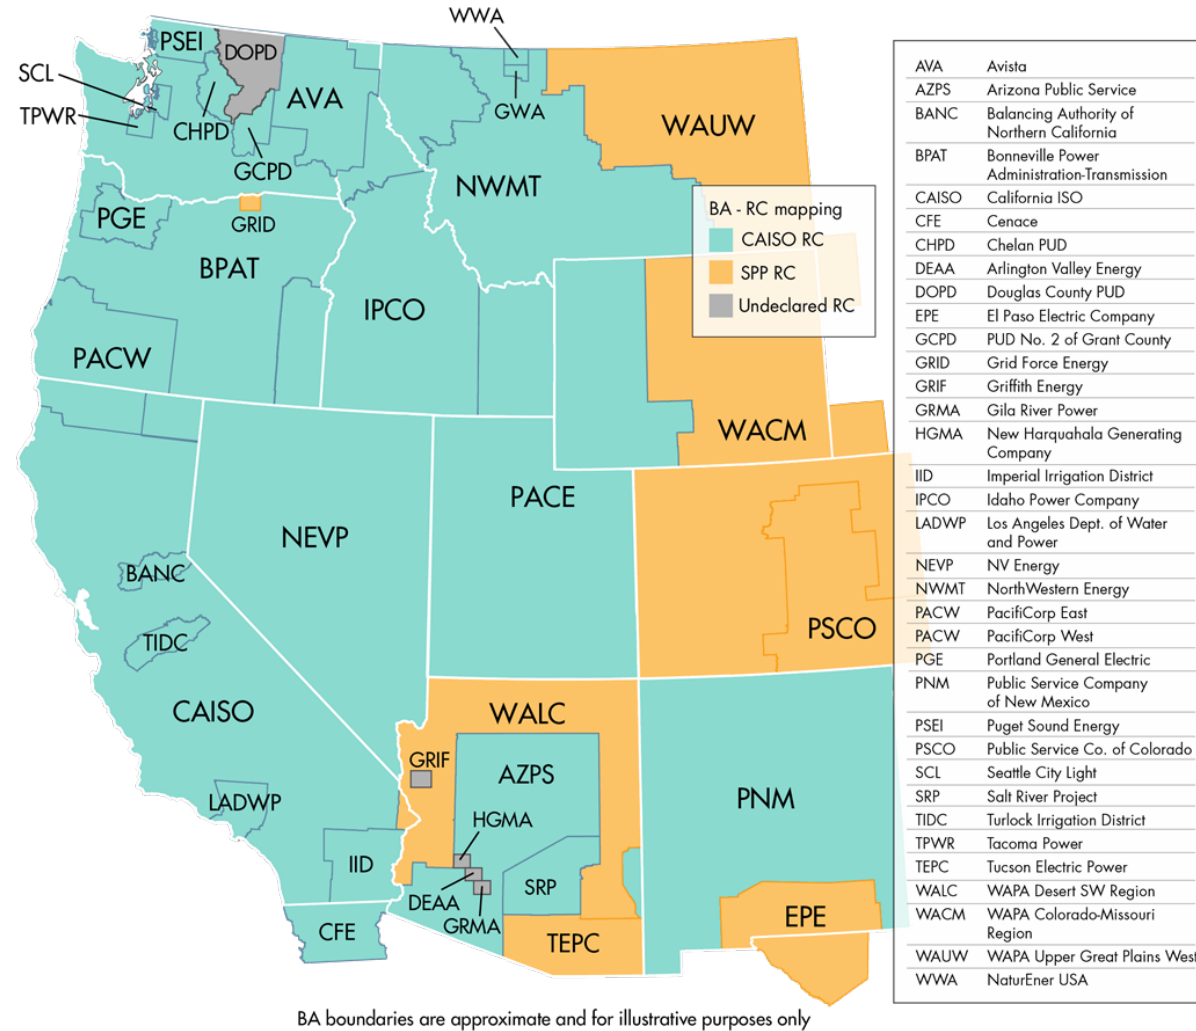 WWA
PSEI
DOPD
SCL
AVA
TPWR
CHPD
GWA
WAUW
GCPD
NWMT
PGE
GRID
BPAT
IPCO
PACW
BA - RC mapping
CAISO RC
SPP RC
Undeclared RC
WACM
PACE
NEVP
BANC
TIDC
PSCO
CAISO
WALC
GRIF
AZPS
LADWP
HGMA
PNM
IID
SRP
DEAA
GRMA
CFE
TEPC
EPE
AVA Avista
AZPS Arizona Public Service
BANC Balancing Authority of
Northern California
BPAT Bonneville Power
Administration-Transmission
CAISO California ISO
CFE Cenace
CHPD Chelan PUD
DEAA Arlington Valley Energy
DOPD Douglas County PUD
EPE El Paso Electric Company
GCPD PUD No. 2 of Grant County
GRID Grid Force Energy
GRIF Griffith Energy
GRMA Gila River Power
HGMA New Harquahala Generating
Company
IID Imperial Irrigation District
IPCO Idaho Power Company
LADWP Los Angeles Dept. of Water
and Power
NEVP NV Energy
NWMT NorthWestern Energy
PACW PacifiCorp East
PACW PacifiCorp West
PGE Portland General Electric
PNM Public Service Company
of New Mexico
PSEI Puget Sound Energy
PSCO Public Service Co. of Colorado
SCL Seattle City Light
SRP Salt River Project
TIDC Turlock Irrigation District
TPWR Tacoma Power
TEPC Tucson Electric Power
WALC WAPA Desert SW Region
WACM WAPA Colorado-Missouri
Region
WAUW WAPA Upper Great Plains West
WWA NaturEner USA
BA boundaries are approximate and for illustrative purposes only